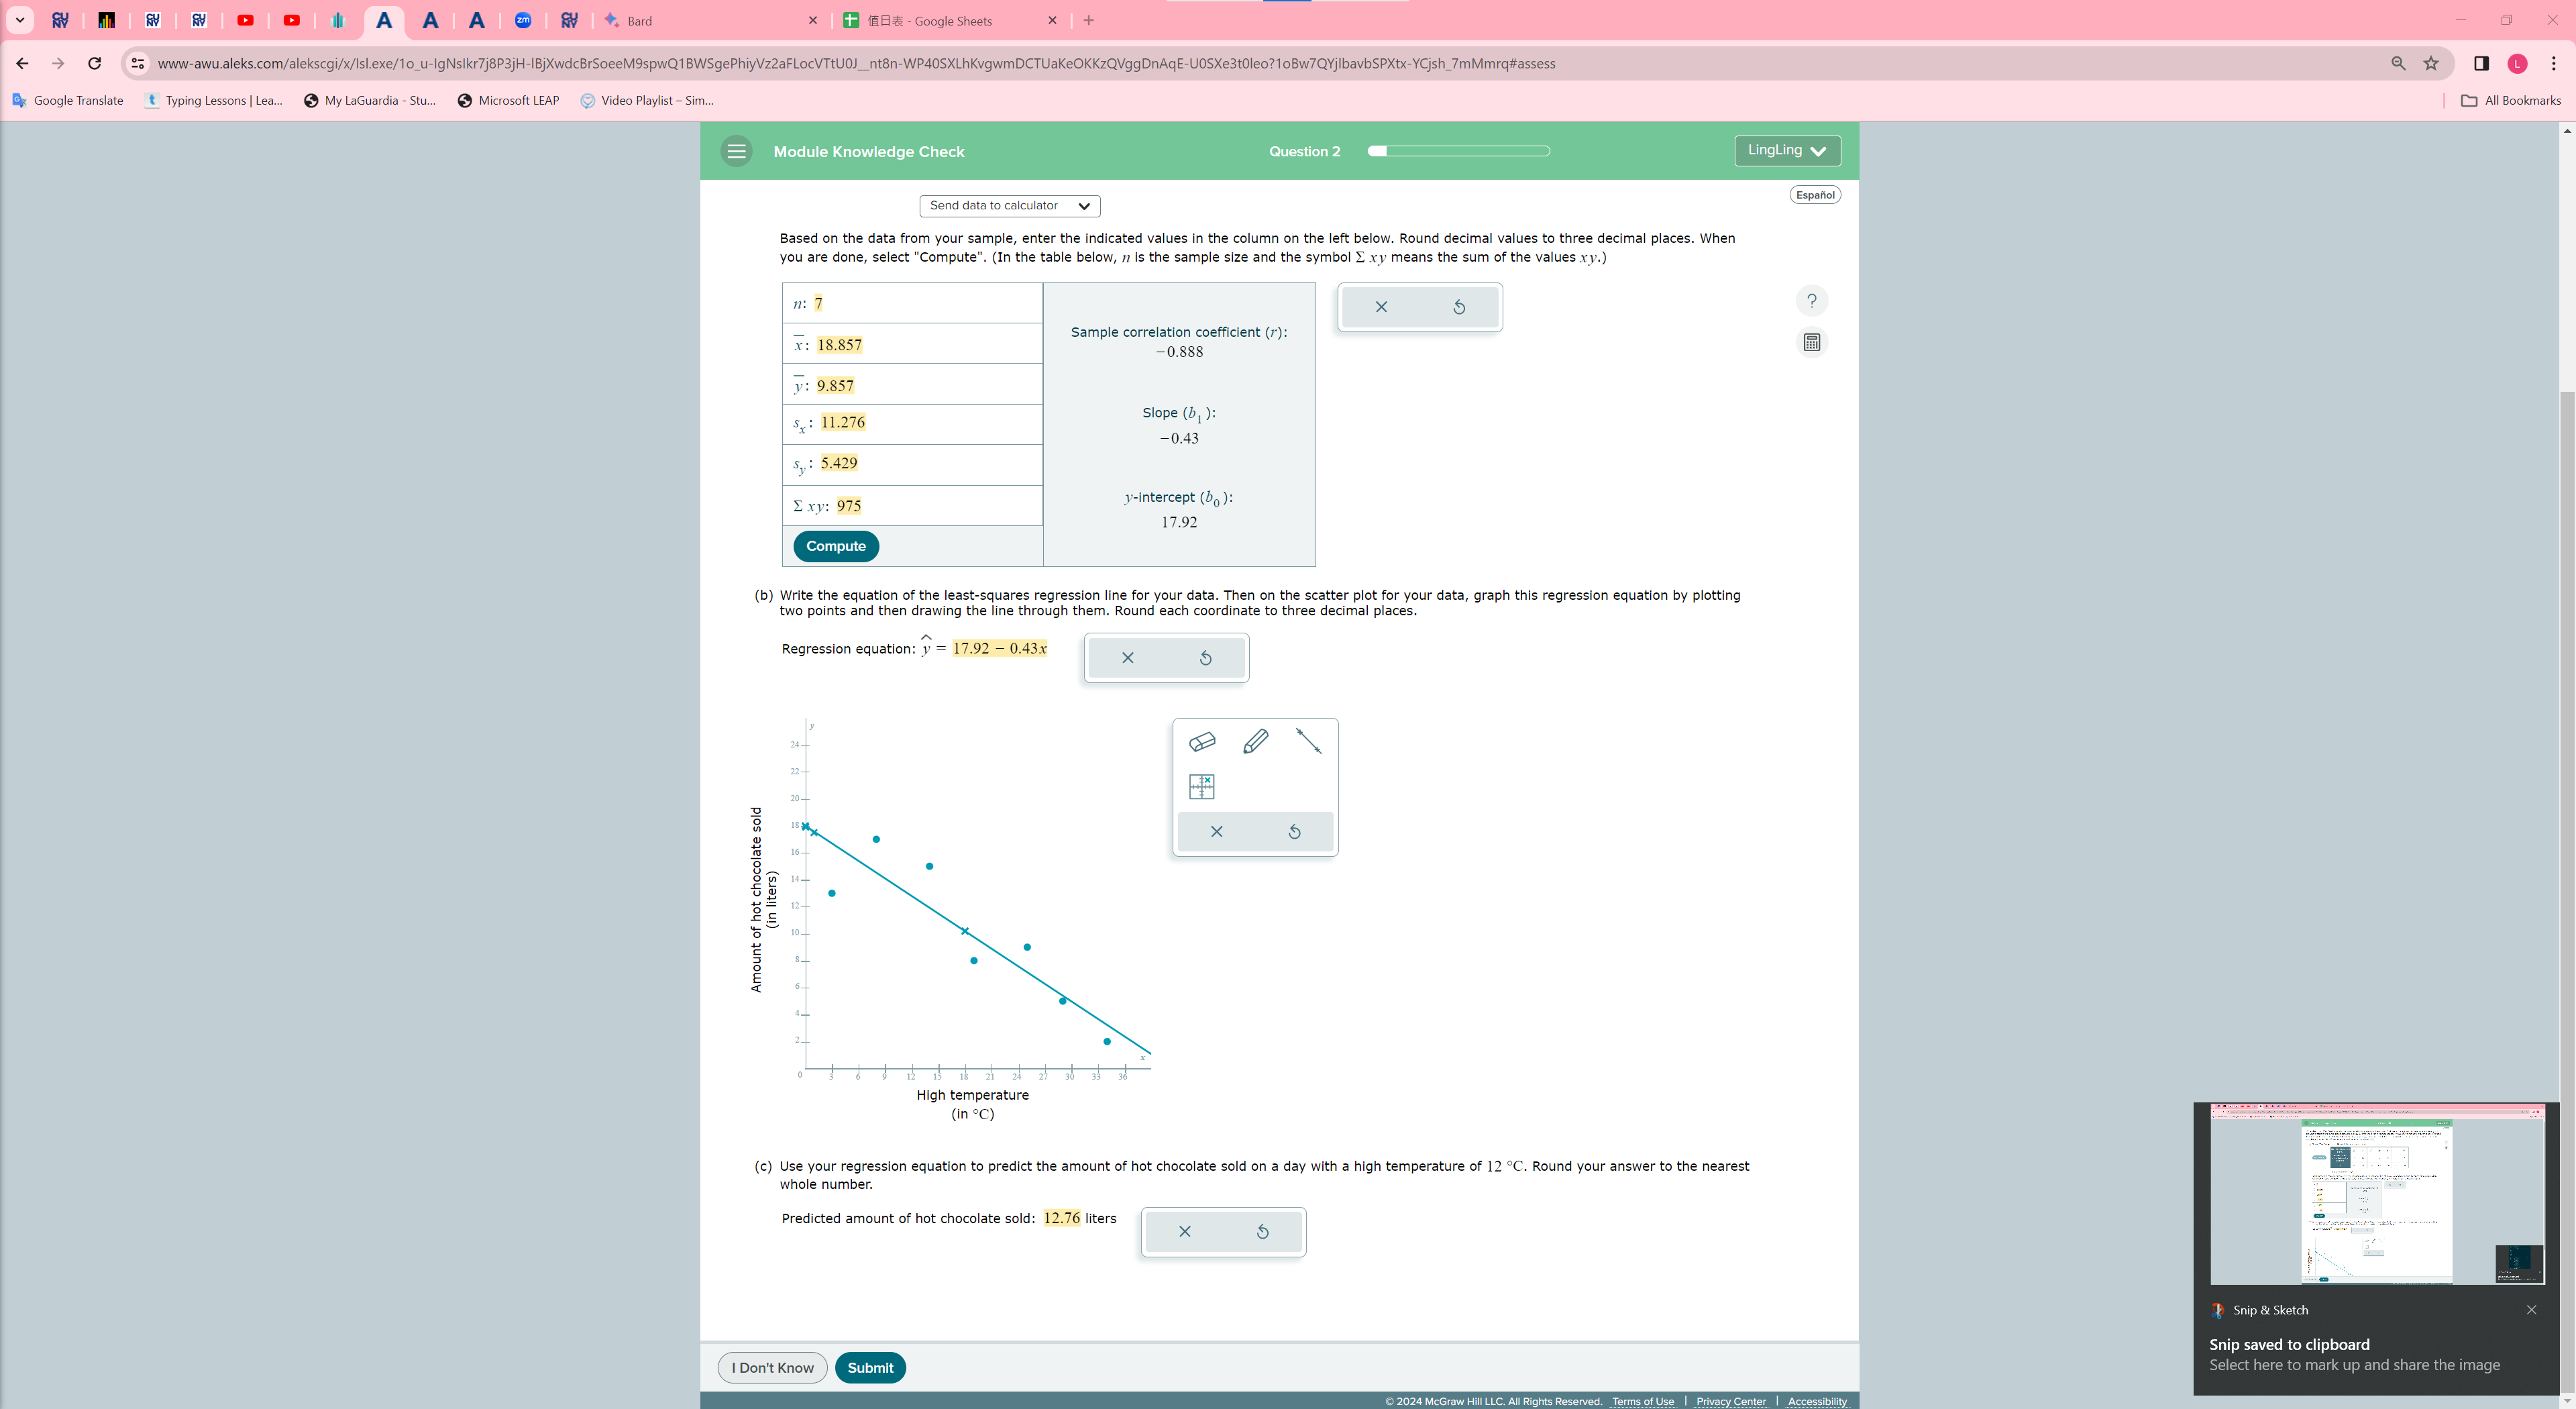 Bard
值日表 - Google Sheets
www-awu.aleks.com/alekscgi/x/Isl.exe/1o_u-IgNsIkr7j8P3jH-lBjXwdcBrSoeeM9spwQ1BWSgePhiyVz2aFLocVTtU0J__nt8n-WP40SXLhKvgwmDCTUaKeOKKzQVggDnAqE-U0SXe3t0leo?1oBw7QYjlbavbSPXtx-YCjsh_7mMmrq#assess
Google Translate
Typing Lessons | Lea...
My LaGuardia - Stu...
Microsoft LEAP
Video Playlist – Sim...
All Bookmarks
Module Knowledge Check
Question 2
LingLing
Español
Send data to calculator
Based on the data from your sample, enter the indicated values in the column on the left below. Round decimal values to three decimal places. When
you are done, select "Compute". (In the table below, n is the sample size and the symbol Σ xy means the sum of the values xy.)
n: 7
x̄: 18.857
ȳ: 9.857
sx: 11.276
sy: 5.429
Σ xy: 975
Compute
Sample correlation coefficient (r):
−0.888
Slope (b1):
−0.43
y-intercept (b0):
17.92
?
(b) Write the equation of the least-squares regression line for your data. Then on the scatter plot for your data, graph this regression equation by plotting
two points and then drawing the line through them. Round each coordinate to three decimal places.
Regression equation: ŷ = 17.92 − 0.43x
y
24
22
20
18
16
14
12
10
8
6
4
2
0 3 6 9 12 15 18 21 24 27 30 33 36
x
Amount of hot chocolate sold
(in liters)
High temperature
(in °C)
(c) Use your regression equation to predict the amount of hot chocolate sold on a day with a high temperature of 12 °C. Round your answer to the nearest
whole number.
Predicted amount of hot chocolate sold: 12.76 liters
I Don't Know
Submit
© 2024 McGraw Hill LLC. All Rights Reserved. Terms of Use | Privacy Center | Accessibility
Snip & Sketch
Snip saved to clipboard
Select here to mark up and share the image